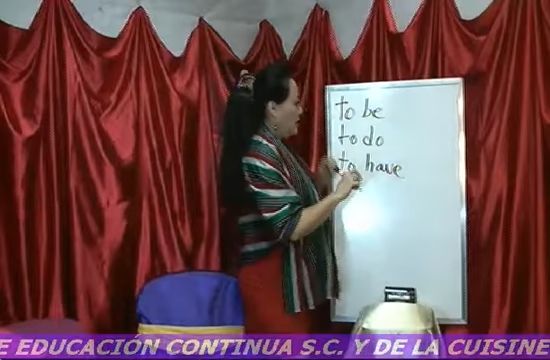 to be
to do
to have
E EDUCACIÓN CONTINUA S.C. Y DE LA CUISINE